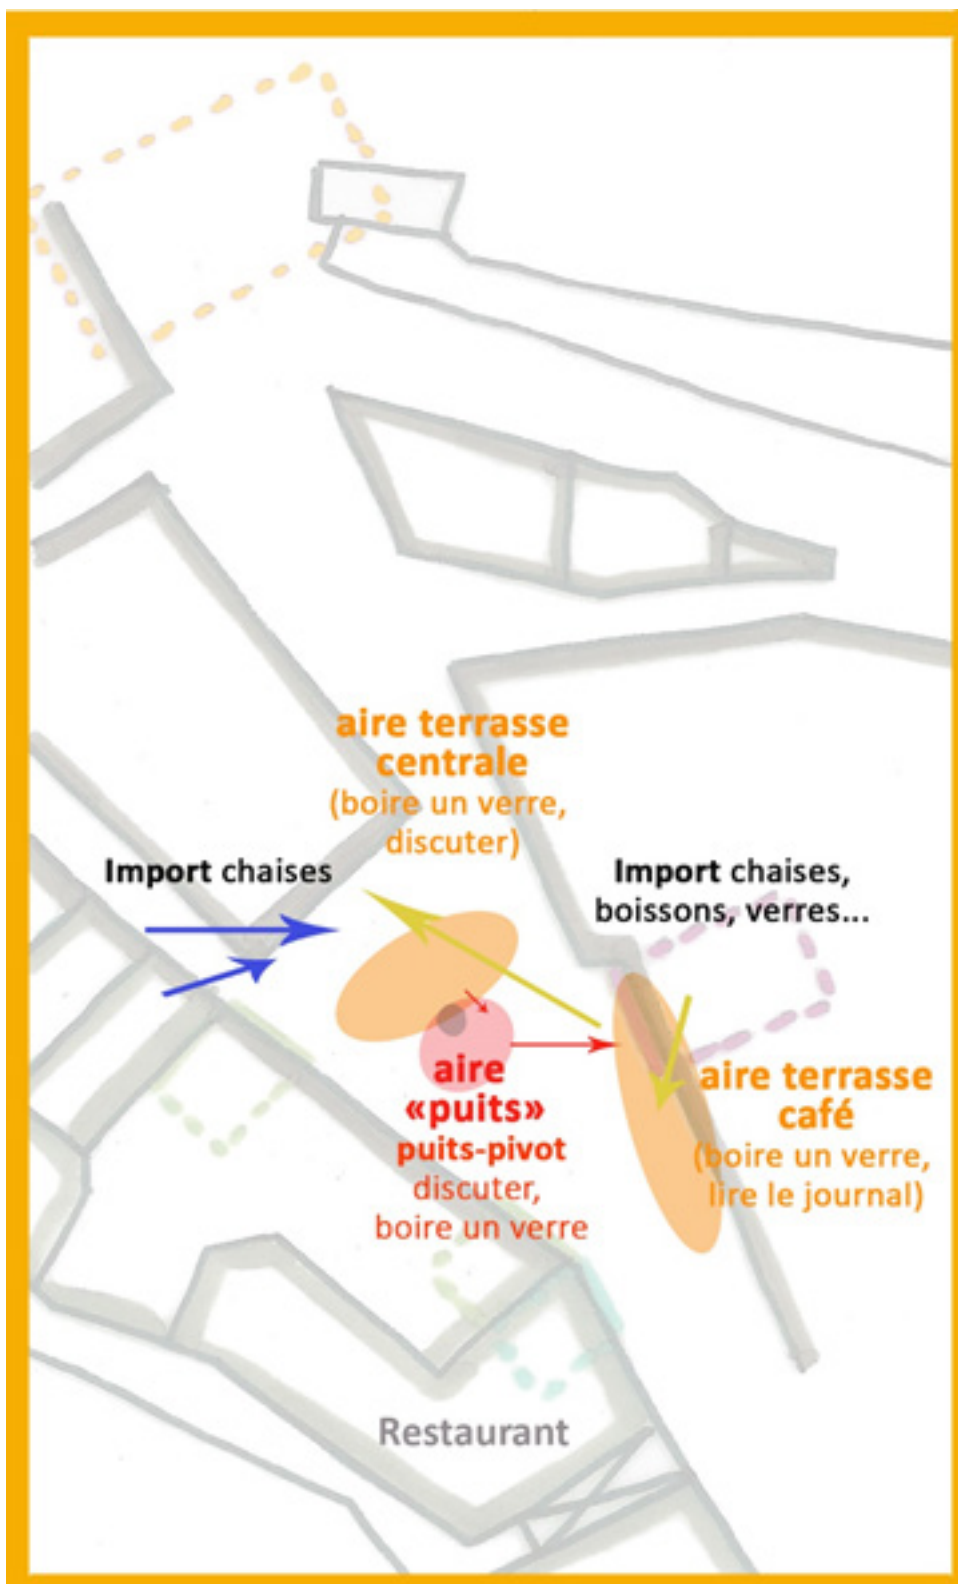 aire terrasse
centrale
(boire un verre,
discuter)
Import chaises
Import chaises,
boissons, verres...
aire
«puits»
puits-pivot
discuter,
boire un verre
aire terrasse
café
(boire un verre,
lire le journal)
Restaurant